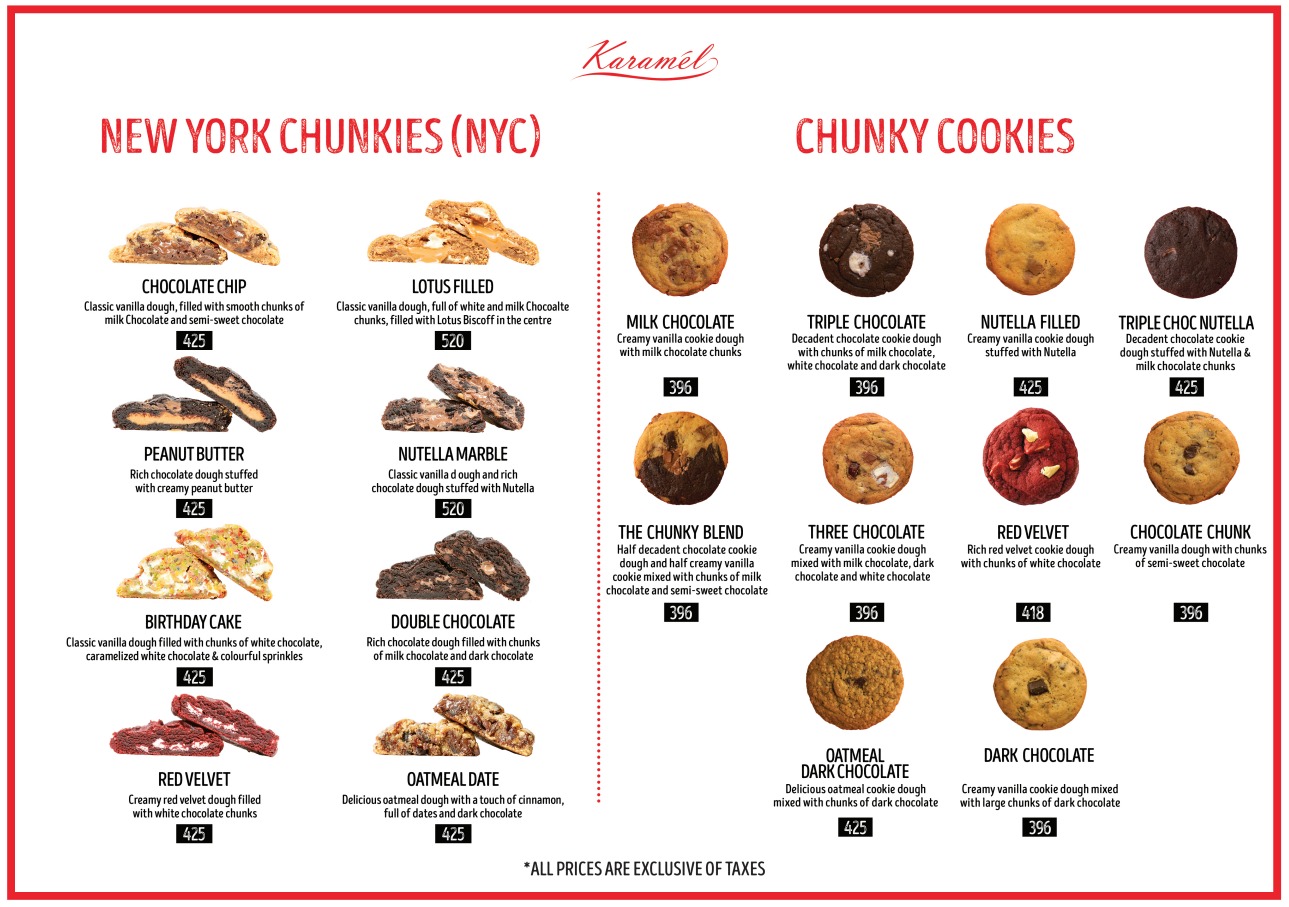 Karamél
NEW YORK CHUNKIES (NYC)
CHOCOLATE CHIP
Classic vanilla dough, filled with smooth chunks of
milk Chocolate and semi-sweet chocolate
425
LOTUS FILLED
Classic vanilla dough, full of white and milk Chocoalte
chunks, filled with Lotus Biscoff in the centre
520
PEANUT BUTTER
Rich chocolate dough stuffed
with creamy peanut butter
425
NUTELLA MARBLE
Classic vanilla d ough and rich
chocolate dough stuffed with Nutella
520
BIRTHDAY CAKE
Classic vanilla dough filled with chunks of white chocolate,
caramelized white chocolate & colourful sprinkles
425
DOUBLE CHOCOLATE
Rich chocolate dough filled with chunks
of milk chocolate and dark chocolate
425
RED VELVET
Creamy red velvet dough filled
with white chocolate chunks
425
OATMEAL DATE
Delicious oatmeal dough with a touch of cinnamon,
full of dates and dark chocolate
425
CHUNKY COOKIES
MILK CHOCOLATE
Creamy vanilla cookie dough
with milk chocolate chunks
396
TRIPLE CHOCOLATE
Decadent chocolate cookie dough
with chunks of milk chocolate,
white chocolate and dark chocolate
396
NUTELLA FILLED
Creamy vanilla cookie dough
stuffed with Nutella
425
TRIPLE CHOC NUTELLA
Decadent chocolate cookie
dough stuffed with Nutella &
milk chocolate chunks
425
THE CHUNKY BLEND
Half decadent chocolate cookie
dough and half creamy vanilla
cookie mixed with chunks of milk
chocolate and semi-sweet chocolate
396
THREE CHOCOLATE
Creamy vanilla cookie dough
mixed with milk chocolate, dark
chocolate and white chocolate
396
RED VELVET
Rich red velvet cookie dough
with chunks of white chocolate
418
CHOCOLATE CHUNK
Creamy vanilla dough with chunks
of semi-sweet chocolate
396
OATMEAL
DARK CHOCOLATE
Delicious oatmeal cookie dough
mixed with chunks of dark chocolate
425
DARK CHOCOLATE
Creamy vanilla cookie dough mixed
with large chunks of dark chocolate
396
*ALL PRICES ARE EXCLUSIVE OF TAXES